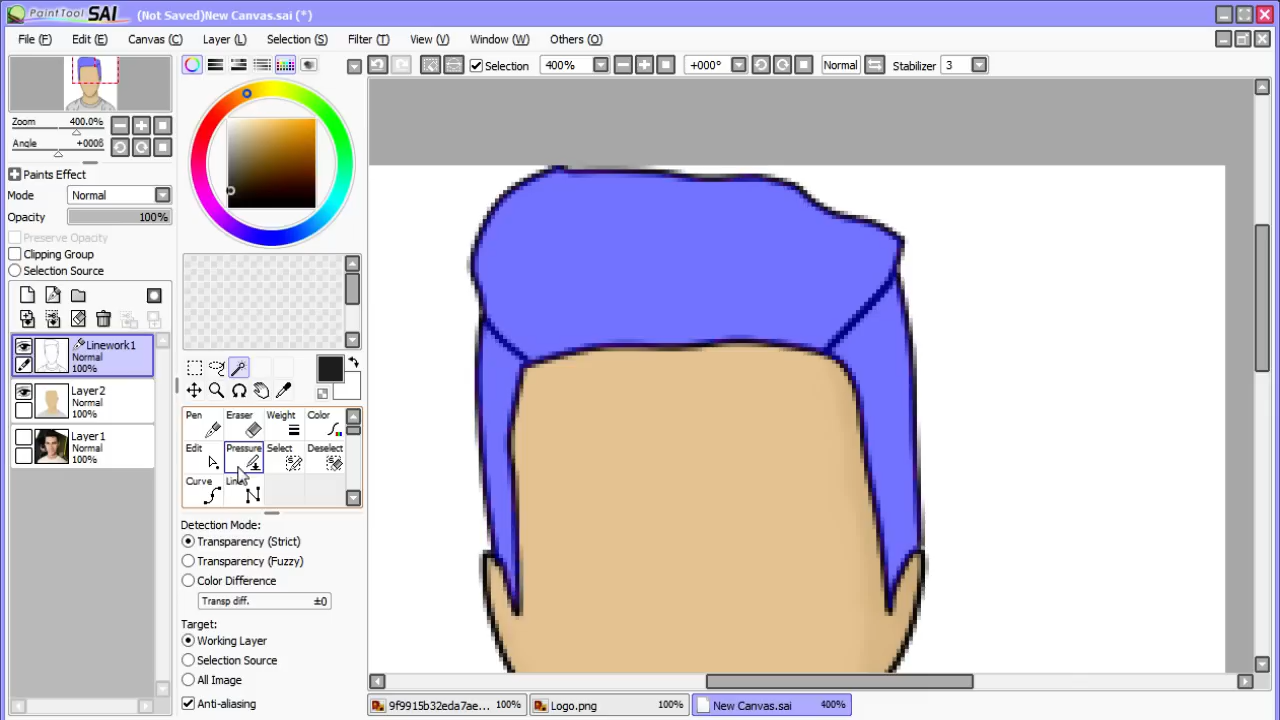 PaintTool SAI (Not Saved)New Canvas.sai (*)
File (F) Edit (E) Canvas (C) Layer (L) Selection (S) Filter (T) View (V) Window (W) Others (O)
Selection 400% +000° Normal Stabilizer 3
Zoom 400.0%
Angle +000θ
Paints Effect
Mode Normal
Opacity 100%
Preserve Opacity
Clipping Group
Selection Source
Linework1
Normal
100%
Layer2
Normal
100%
Layer1
Normal
100%
Pen Eraser Weight Color
Edit Pressure Select Deselect
Curve Line
Detection Mode:
Transparency (Strict)
Transparency (Fuzzy)
Color Difference
Transp diff. ±0
Target:
Working Layer
Selection Source
All Image
Anti-aliasing
9f9915b32eda7ae... 100% Logo.png 100% New Canvas.sai 400%